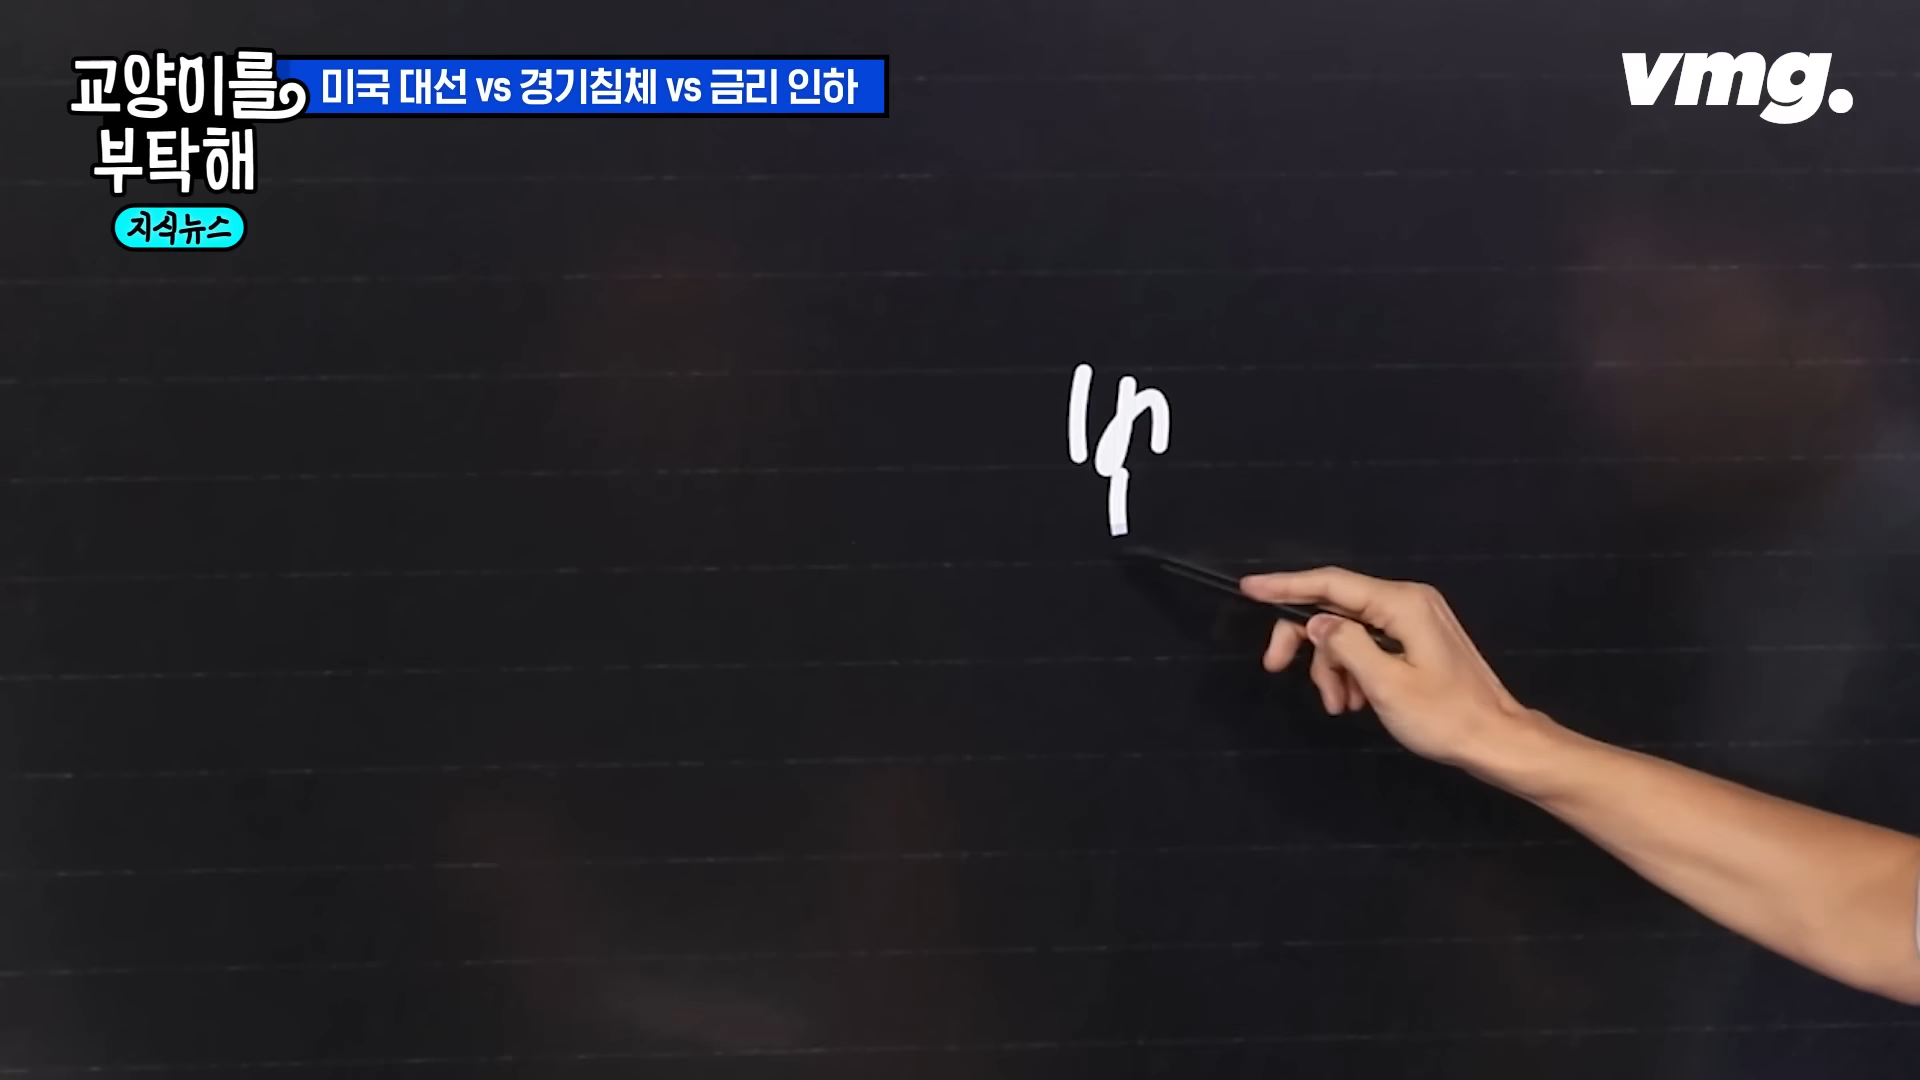 교양이를
부탁해
지식뉴스
미국 대선 vs 경기침체 vs 금리 인하
vmg.